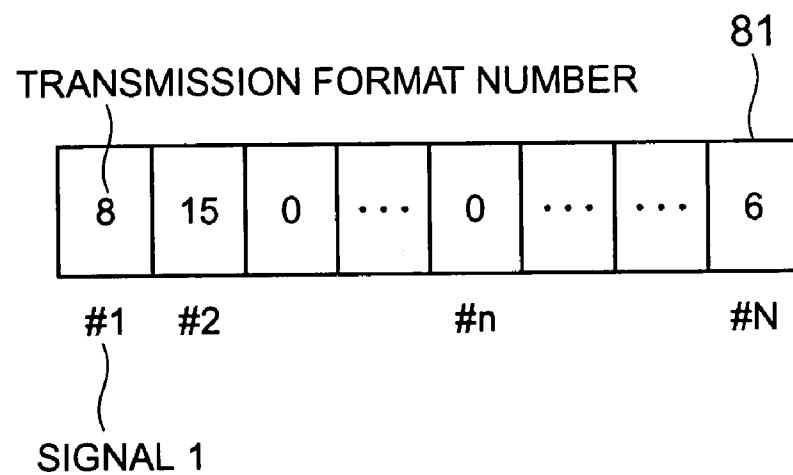 81
TRANSMISSION FORMAT NUMBER
8 15 0 ··· 0 ··· ··· 6
#1 #2 #n #N
SIGNAL 1